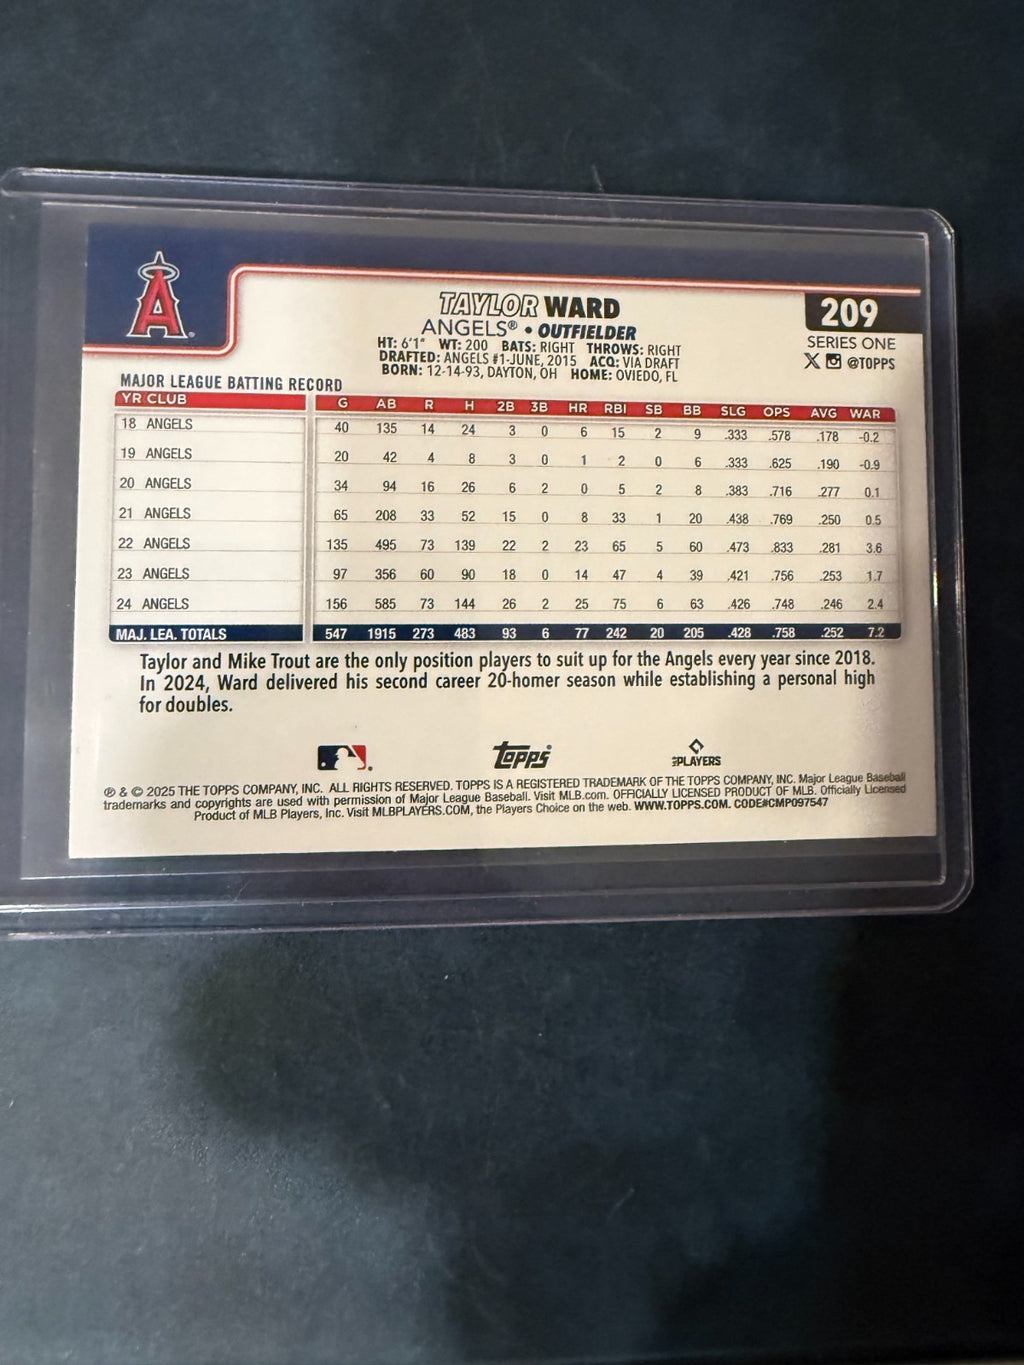 A
TAYLOR WARD
ANGELS® • OUTFIELDER
HT: 6'1" WT: 200 BATS: RIGHT THROWS: RIGHT
DRAFTED: ANGELS #1-JUNE, 2015 ACQ: VIA DRAFT
BORN: 12-14-93, DAYTON, OH HOME: OVIEDO, FL
209
SERIES ONE
@TOPPS
MAJOR LEAGUE BATTING RECORD
YR CLUB G AB R H 2B 3B HR RBI SB BB SLG OPS AVG WAR
18 ANGELS 40 135 14 24 3 0 6 15 2 9 .333 .578 .178 -0.2
19 ANGELS 20 42 4 8 3 0 1 2 0 6 .333 .625 .190 -0.9
20 ANGELS 34 94 16 26 6 2 0 5 2 8 .383 .716 .277 0.1
21 ANGELS 65 208 33 52 15 0 8 33 1 20 .438 .769 .250 0.5
22 ANGELS 135 495 73 139 22 2 23 65 5 60 .473 .833 .281 3.6
23 ANGELS 97 356 60 90 18 0 14 47 4 39 .421 .756 .253 1.7
24 ANGELS 156 585 73 144 26 2 25 75 6 63 .426 .748 .246 2.4
MAJ. LEA. TOTALS 547 1915 273 483 93 6 77 242 20 205 .428 .758 .252 7.2
Taylor and Mike Trout are the only position players to suit up for the Angels every year since 2018.
In 2024, Ward delivered his second career 20-homer season while establishing a personal high
for doubles.
topps
PLAYERS
℗ & © 2025 THE TOPPS COMPANY, INC. ALL RIGHTS RESERVED. TOPPS IS A REGISTERED TRADEMARK OF THE TOPPS COMPANY, INC. Major League Baseball
trademarks and copyrights are used with permission of Major League Baseball. Visit MLB.com. OFFICIALLY LICENSED PRODUCT OF MLB. Officially Licensed
Product of MLB Players, Inc. Visit MLBPLAYERS.COM, the Players Choice on the web. WWW.TOPPS.COM. CODE#CMP097547